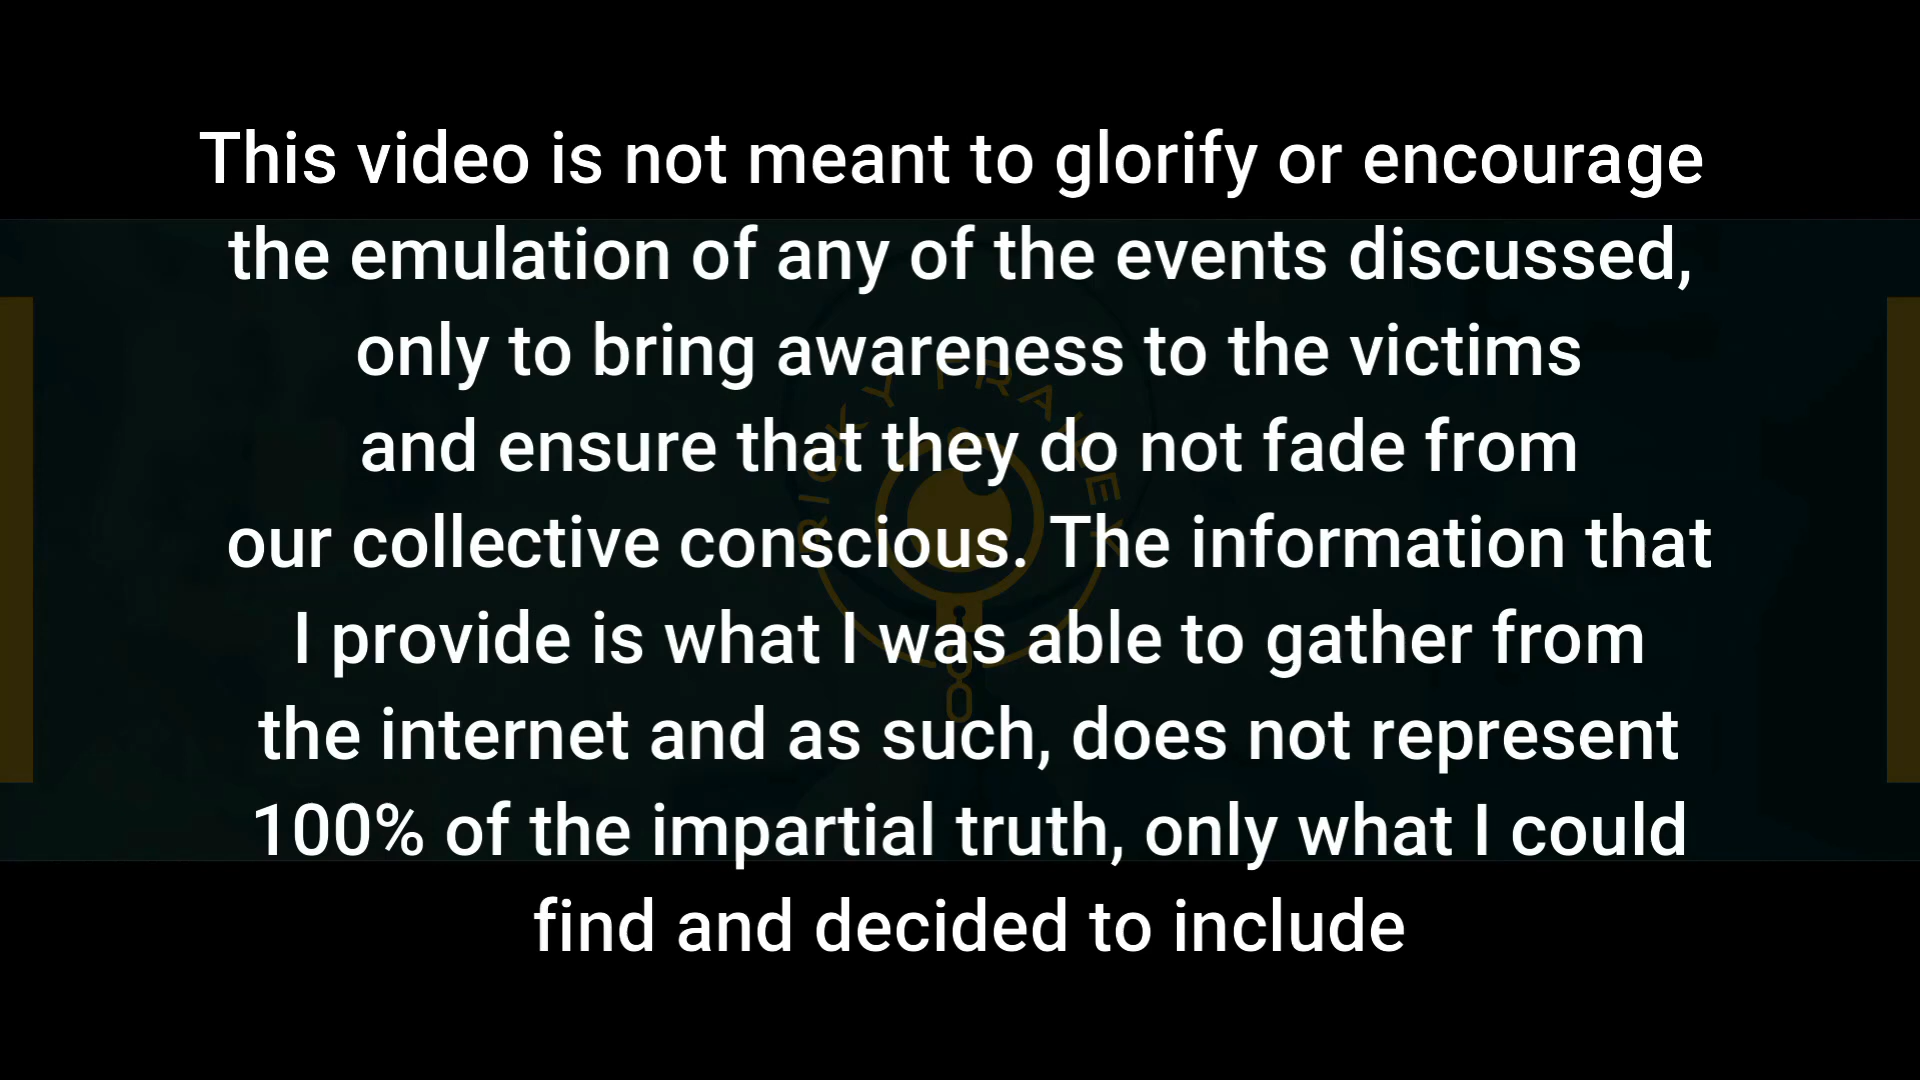 This video is not meant to glorify or encourage
the emulation of any of the events discussed,
only to bring awareness to the victims
and ensure that they do not fade from
our collective conscious. The information that
I provide is what I was able to gather from
the internet and as such, does not represent
100% of the impartial truth, only what I could
find and decided to include